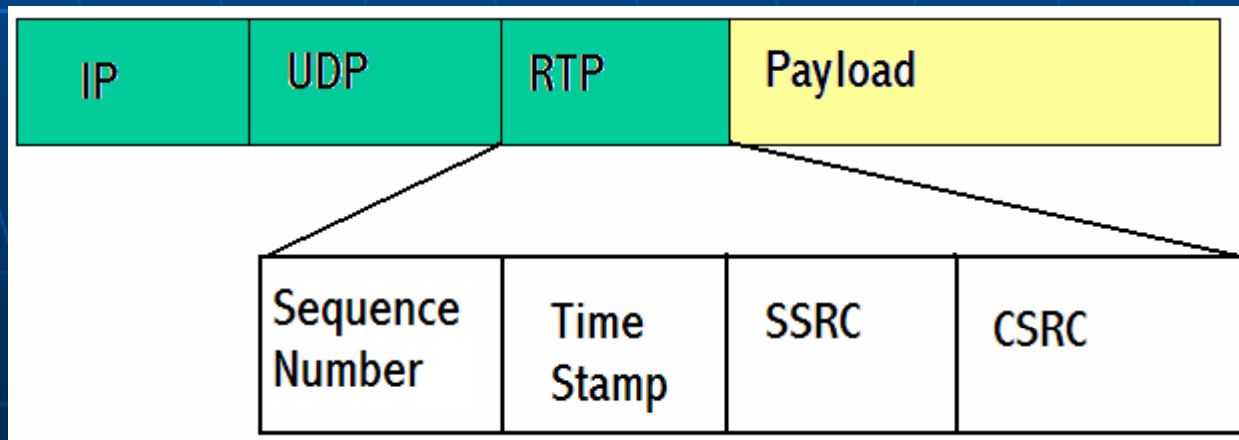 IP
UDP
RTP
Payload
Sequence
Number
Time
Stamp
SSRC
CSRC